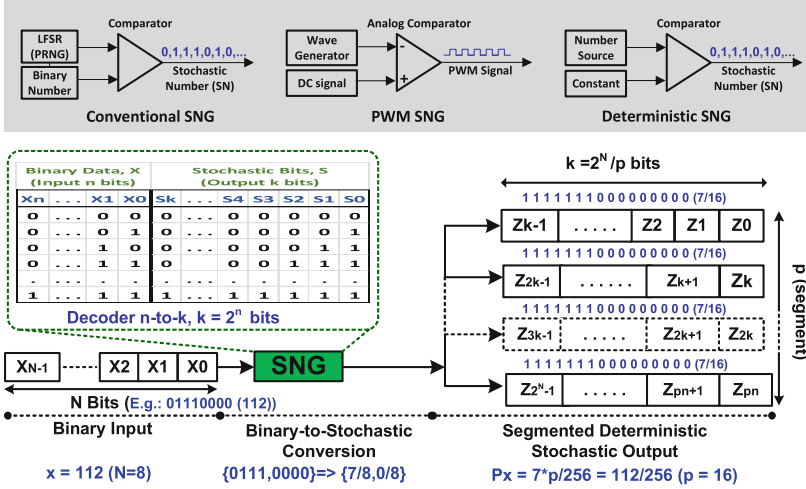 Comparator
LFSR
(PRNG)
Binary
Number
0,1,1,1,0,1,0,...
Stochastic
Number (SN)
Conventional SNG
Analog Comparator
Wave
Generator
DC signal
-
+
PWM Signal
PWM SNG
Comparator
Number
Source
Constant
0,1,1,1,0,1,0,...
Stochastic
Number (SN)
Deterministic SNG
Binary Data, X
(Input n bits)
Stochastic Bits, S
(Output k bits)
Xn ... X1 X0 Sk ... S4 S3 S2 S1 S0
0 ... 0 0 0 ... 0 0 0 0 0
0 ... 0 1 0 ... 0 0 0 0 1
0 ... 1 0 0 ... 0 0 0 1 1
0 ... 1 1 0 0 0 1 1 1
. ... . . . ... . . . . .
1 ... 1 1 1 ... 1 1 1 1 1
Decoder n-to-k, k = 2^n bits
k =2^N/p bits
1 1 1 1 1 1 1 0 0 0 0 0 0 0 0 0 (7/16)
Zk-1 ..... Z2 Z1 Z0
1 1 1 1 1 1 1 0 0 0 0 0 0 0 0 0 (7/16)
Z2k-1 ...... Zk+1 Zk
1 1 1 1 1 1 1 0 0 0 0 0 0 0 0 0 (7/16)
Z3k-1 ..... Z2k+1 Z2k
1 1 1 1 1 1 1 0 0 0 0 0 0 0 0 0 (7/16)
Z2^N-1 ..... Zpn+1 Zpn
p (segment)
XN-1 X2 X1 X0
SNG
N Bits (E.g.: 01110000 (112))
Binary Input
Binary-to-Stochastic
Conversion
Segmented Deterministic
Stochastic Output
x = 112 (N=8)
{0111,0000}=> {7/8,0/8}
Px = 7*p/256 = 112/256 (p = 16)